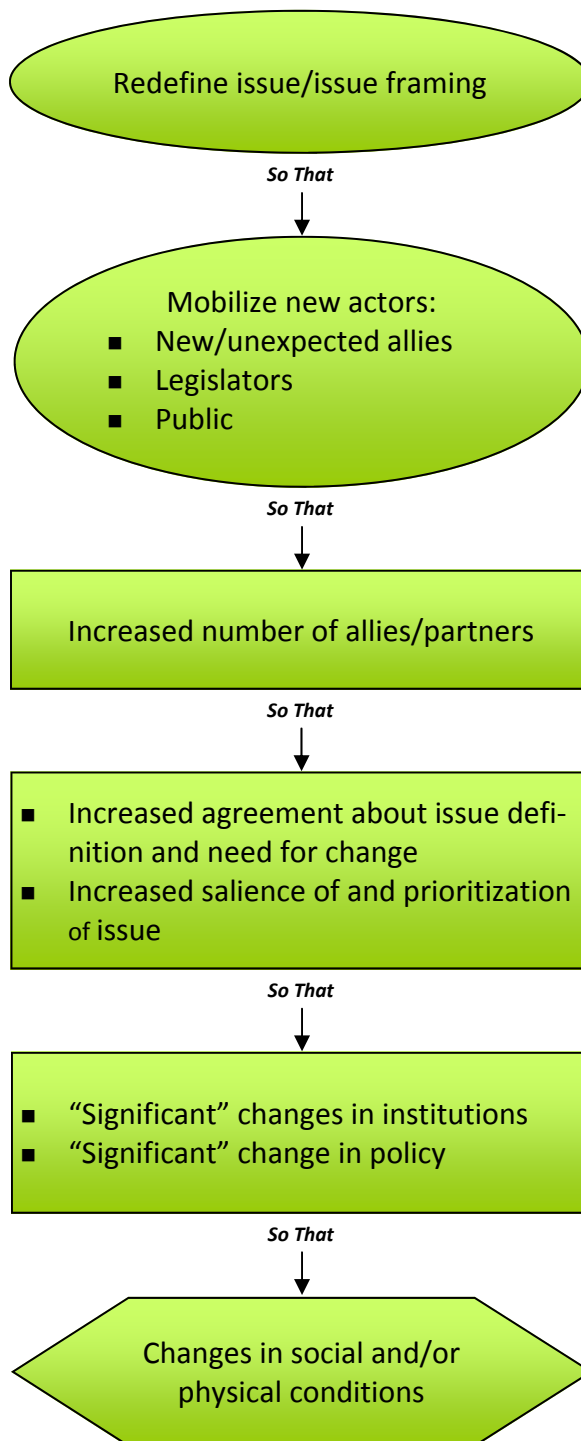 Redefine issue/issue framing
So That
Mobilize new actors:
■ New/unexpected allies
■ Legislators
■ Public
So That
Increased number of allies/partners
So That
■ Increased agreement about issue defi-
nition and need for change
■ Increased salience of and prioritization
of issue
So That
■ “Significant” changes in institutions
■ “Significant” change in policy
So That
Changes in social and/or
physical conditions